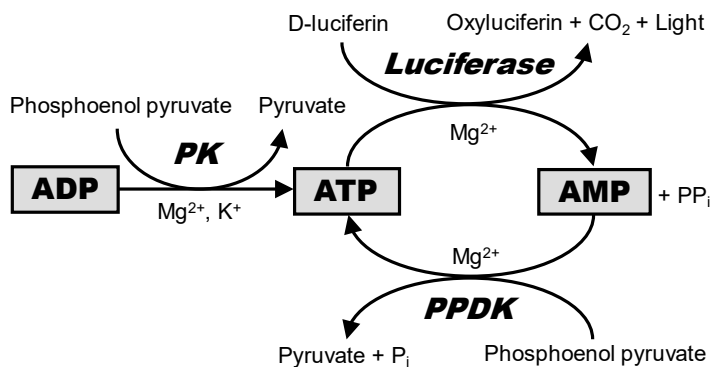 D-luciferin
Oxyluciferin + CO₂ + Light
Luciferase
Phosphoenol pyruvate
Pyruvate
Mg²⁺
PK
ADP
ATP
AMP
+ PPᵢ
Mg²⁺, K⁺
Mg²⁺
PPDK
Pyruvate + Pᵢ
Phosphoenol pyruvate